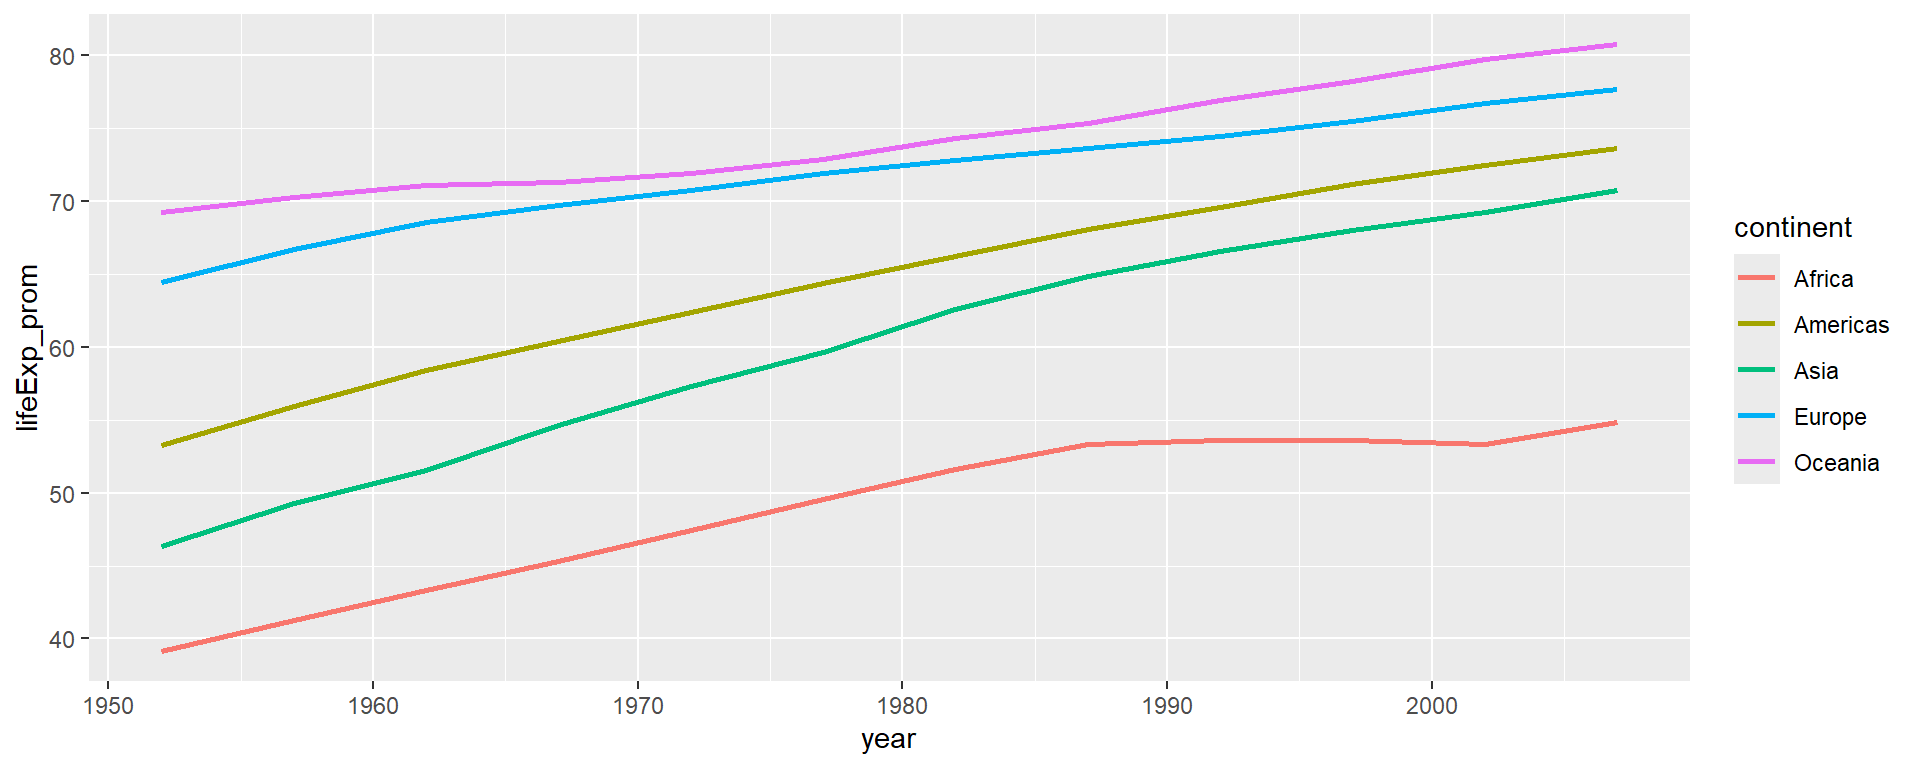 lifeExp_prom
80
70
60
50
40
1950 1960 1970 1980 1990 2000
year
continent
Africa
Americas
Asia
Europe
Oceania